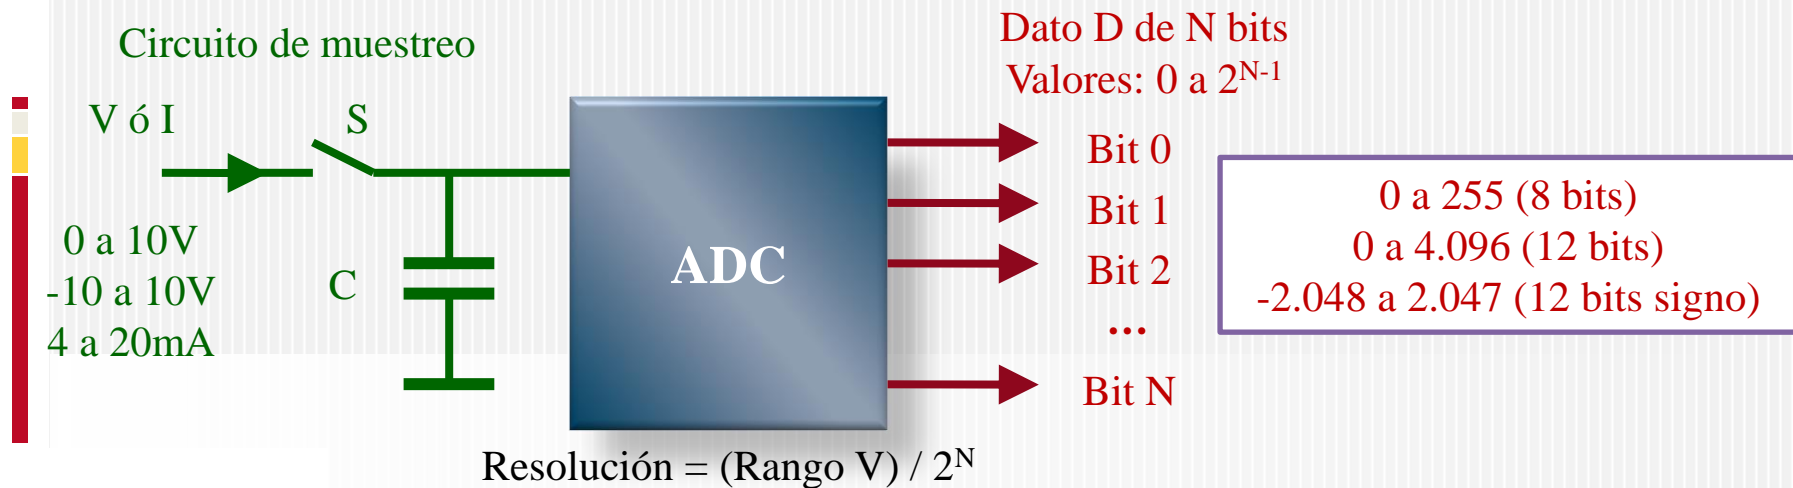 Circuito de muestreo
V ó I
S
0 a 10V
-10 a 10V
4 a 20mA
C
ADC
Resolución = (Rango V) / 2^N
Dato D de N bits
Valores: 0 a 2^N-1
Bit 0
Bit 1
Bit 2
...
Bit N
0 a 255 (8 bits)
0 a 4.096 (12 bits)
-2.048 a 2.047 (12 bits signo)